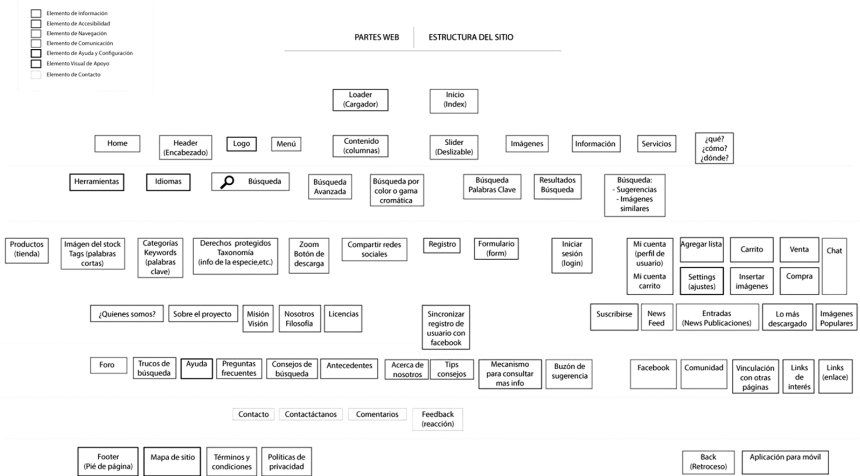 Elemento de Información
Elemento de Accesibilidad
Elemento de Navegación
Elemento de Comunicación
Elemento de Ayuda y Configuración
Elemento Visual de Apoyo
Elemento de Contacto
PARTES WEB
ESTRUCTURA DEL SITIO
Loader
(Cargador)
Inicio
(Index)
Home
Header
(Encabezado)
Logo
Menú
Contenido
(columnas)
Slider
(Deslizable)
Imágenes
Información
Servicios
¿qué?
¿cómo?
¿dónde?
Herramientas
Idiomas
Búsqueda
Búsqueda
Avanzada
Búsqueda por
color o gama
cromática
Búsqueda
Palabras Clave
Resultados
Búsqueda
Búsqueda:
- Sugerencias
- Imágenes
similares
Productos
(tienda)
Imágen del stock
Tags (palabras
cortas)
Categorías
Keywords
(palabras
clave)
Derechos protegidos
Taxonomía
(info de la especie,etc.)
Zoom
Botón de
descarga
Compartir redes
sociales
Registro
Formulario
(form)
Iniciar
sesión
(login)
Mi cuenta
(perfil de
usuario)
Mi cuenta
carrito
Agregar lista
Carrito
Venta
Chat
Settings
(ajustes)
Insertar
imágenes
Compra
¿Quienes somos?
Sobre el proyecto
Misión
Visión
Nosotros
Filosofía
Licencias
Sincronizar
registro de
usuario con
facebook
Suscribirse
News
Feed
Entradas
(News Publicaciones)
Lo más
descargado
Imágenes
Populares
Foro
Trucos de
búsqueda
Ayuda
Preguntas
frecuentes
Consejos de
búsqueda
Antecedentes
Acerca de
nosotros
Tips
consejos
Mecanismo
para consultar
mas info
Buzón de
sugerencia
Facebook
Comunidad
Vinculación
con otras
páginas
Links
de
interés
Links
(enlace)
Contacto
Contactáctanos
Comentarios
Feedback
(reacción)
Footer
(Pié de página)
Mapa de sitio
Términos y
condiciones
Políticas de
privacidad
Back
(Retroceso)
Aplicación para móvil